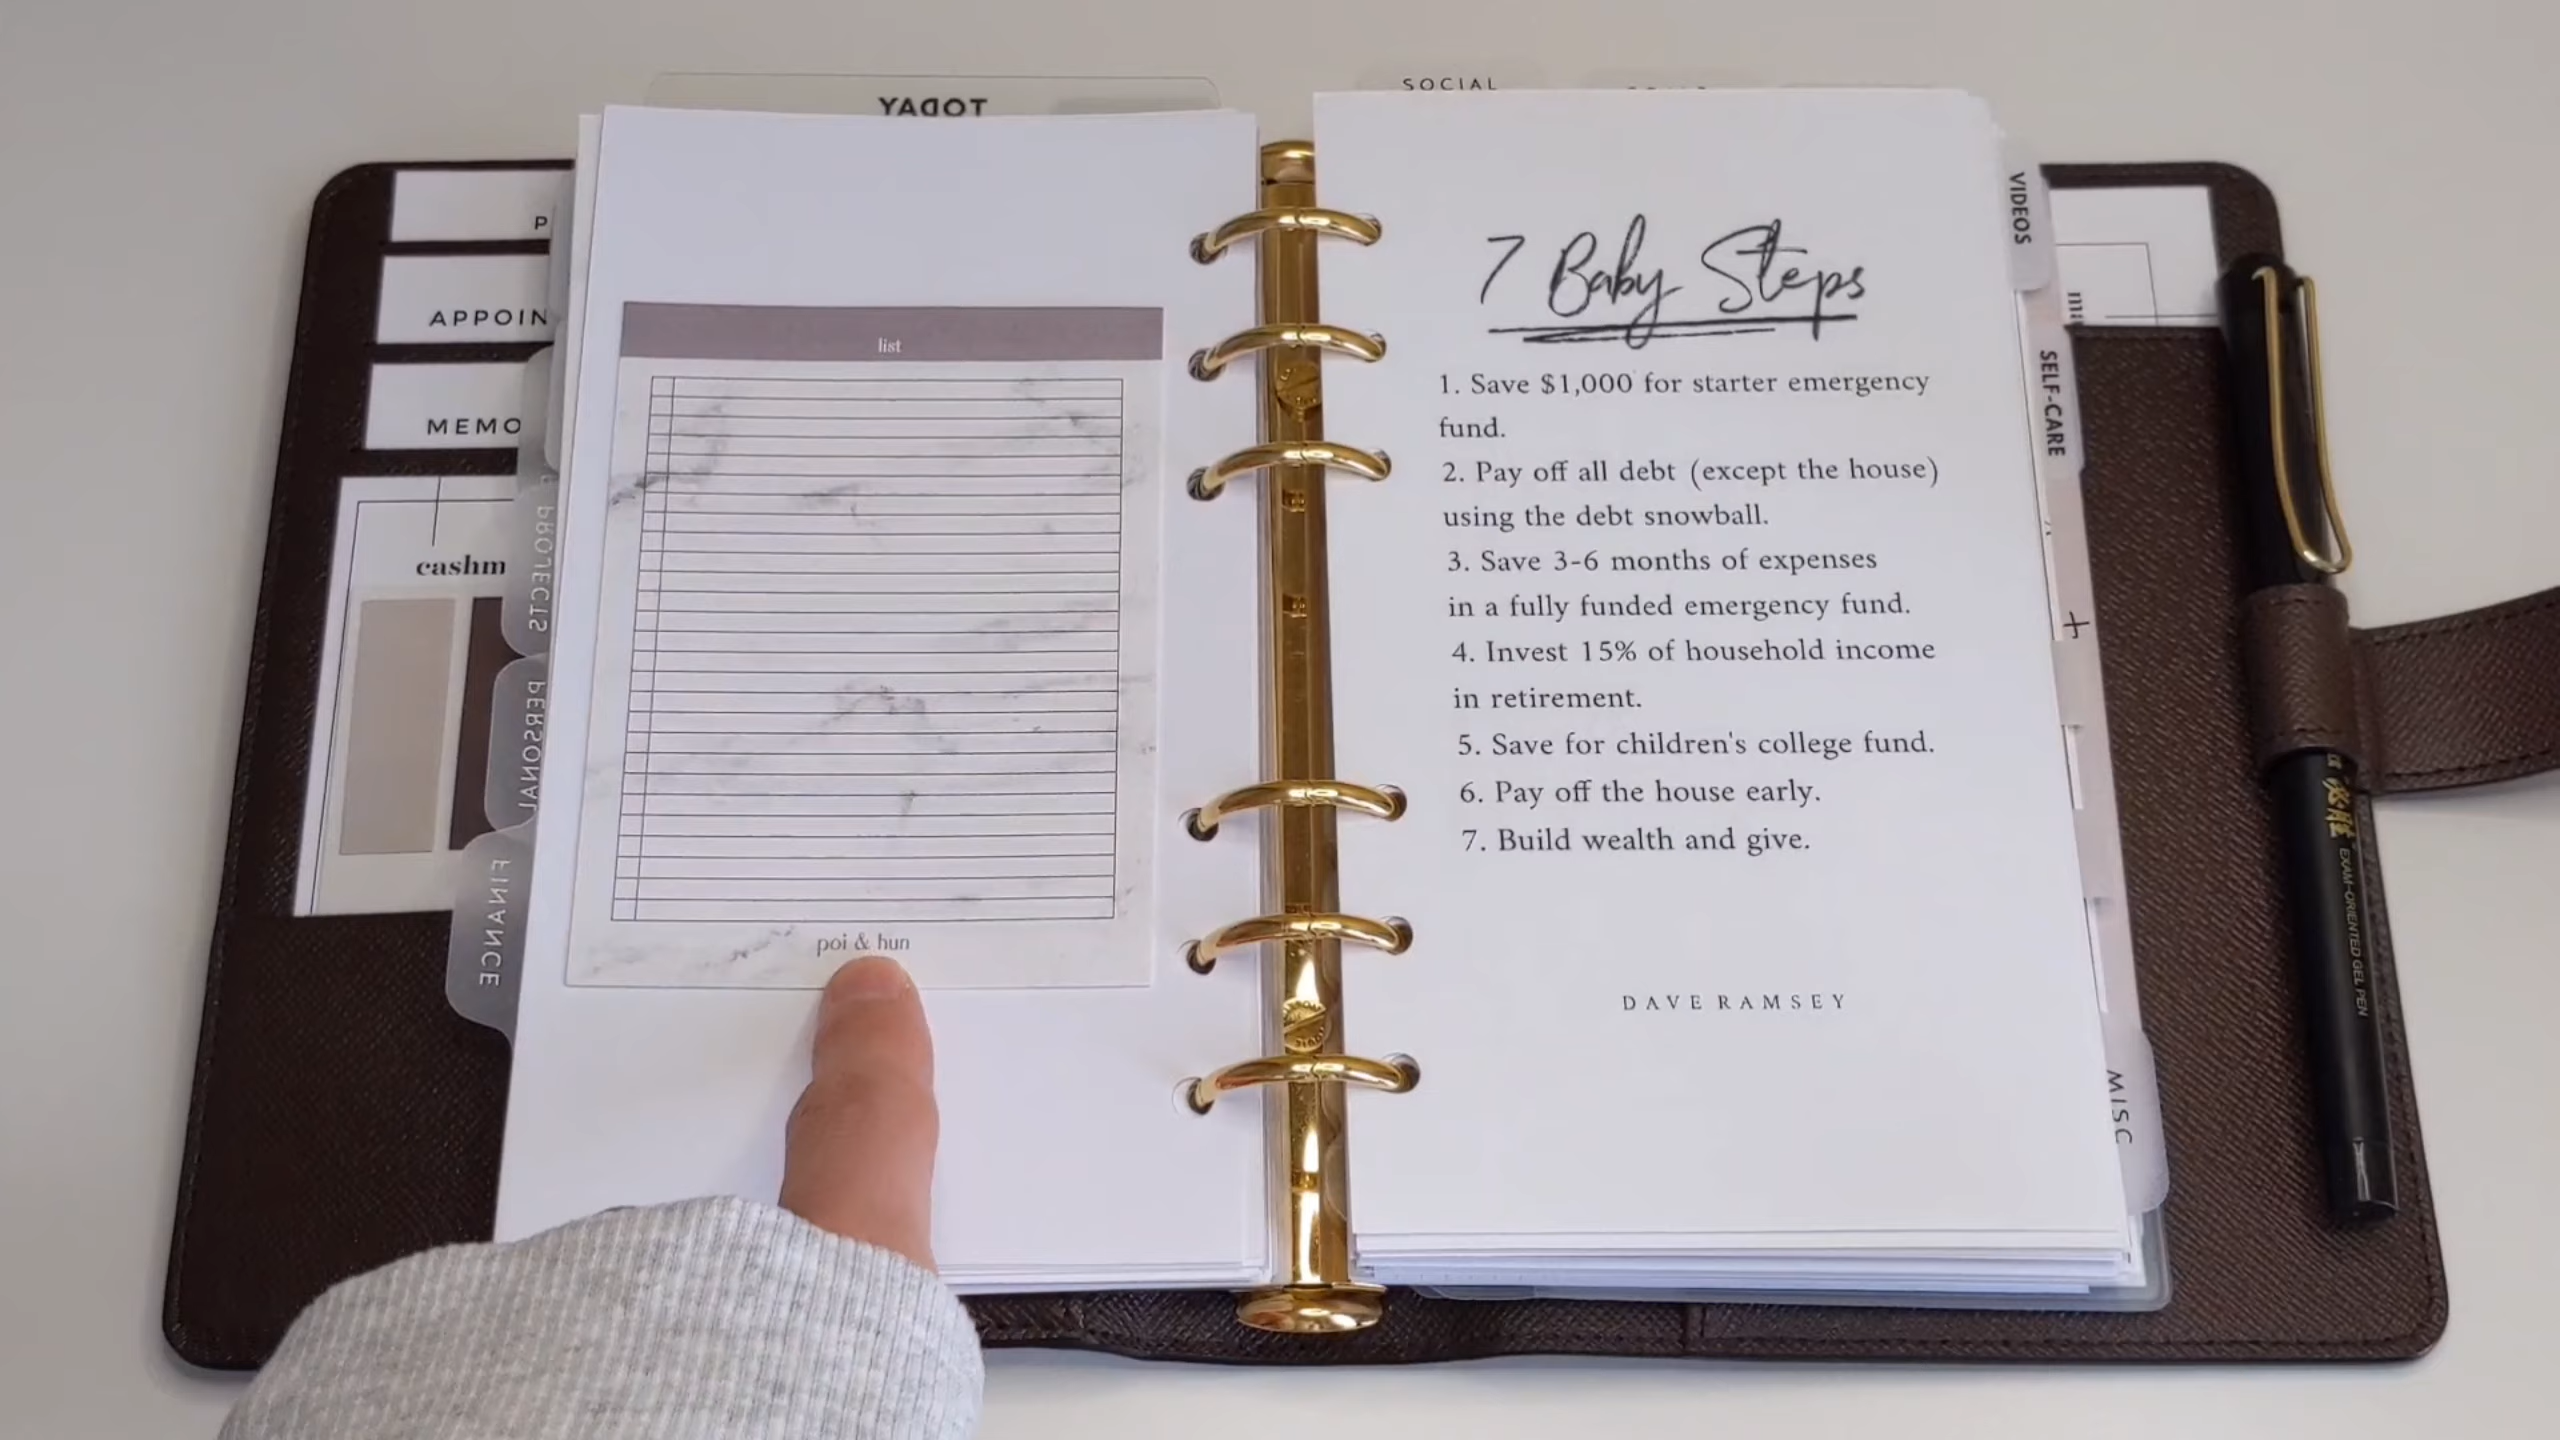 TODAY
SOCIAL
P
APPOIN
MEMO
cashm
PROJECTS
PERSONAL
FINANCE
list
poi & hun
7 Baby Steps
1. Save $1,000 for starter emergency
fund.
2. Pay off all debt (except the house)
using the debt snowball.
3. Save 3-6 months of expenses
in a fully funded emergency fund.
4. Invest 15% of household income
in retirement.
5. Save for children's college fund.
6. Pay off the house early.
7. Build wealth and give.
DAVE RAMSEY
VIDEOS
SELF-CARE
+
MISC
EXAM-ORIENTED GEL PEN